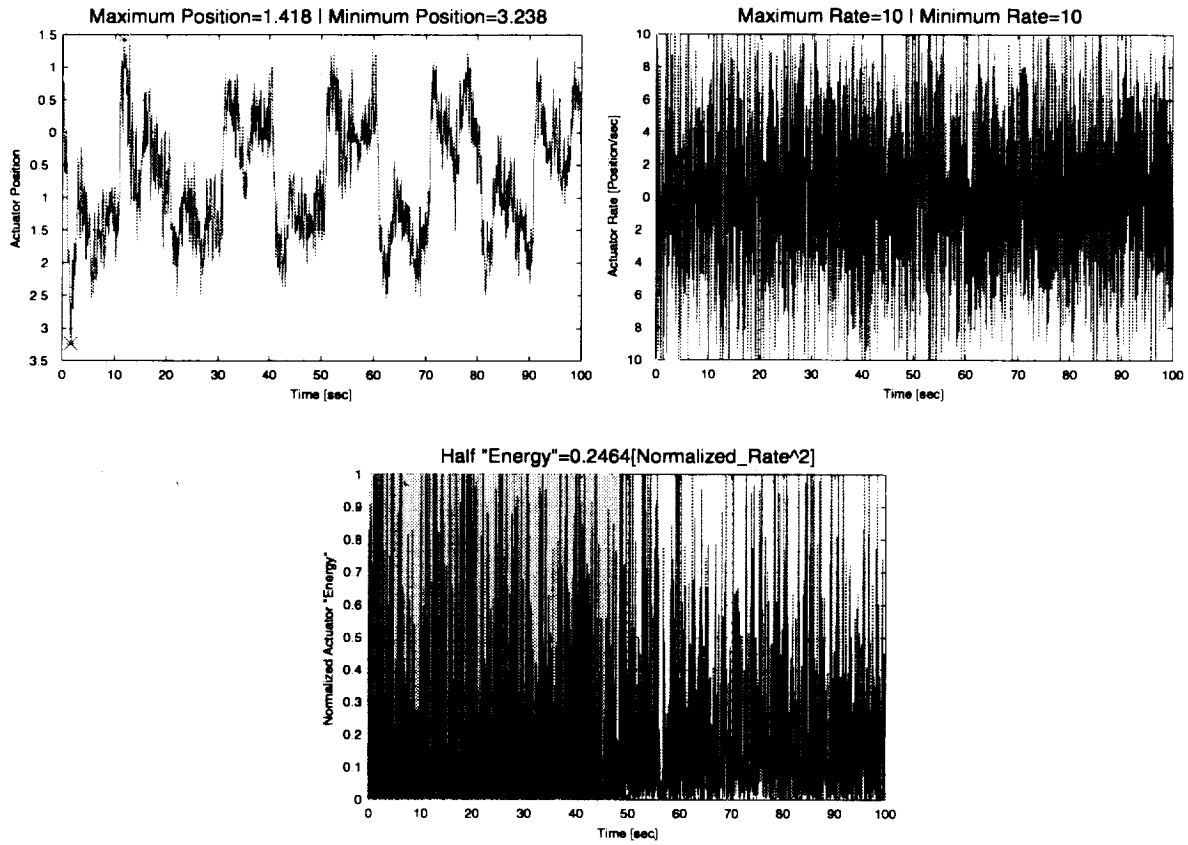 Maximum Position=1.418 | Minimum Position=3.238
1.5
1
0.5
0
0.5
1
1.5
2
2.5
3
3.5
Actuator Position
0 10 20 30 40 50 60 70 80 90 100
Time [sec]
Maximum Rate=10 | Minimum Rate=10
10
8
6
4
2
0
2
4
6
8
10
Actuator Rate [Position/sec]
0 10 20 30 40 50 60 70 80 90 100
Time [sec]
Half "Energy"=0.2464[Normalized_Rate^2]
1
0.9
0.8
0.7
0.6
0.5
0.4
0.3
0.2
0.1
0
Normalized Actuator "Energy"
0 10 20 30 40 50 60 70 80 90 100
Time [sec]